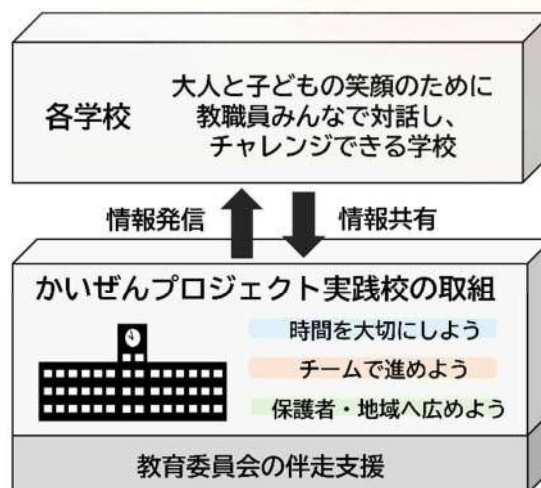 各学校
大人と子どもの笑顔のために
教職員みんなで対話し、
チャレンジできる学校
情報発信
情報共有
かいぜんプロジェクト実践校の取組
時間を大切にしよう
チームで進めよう
保護者・地域へ広めよう
教育委員会の伴走支援